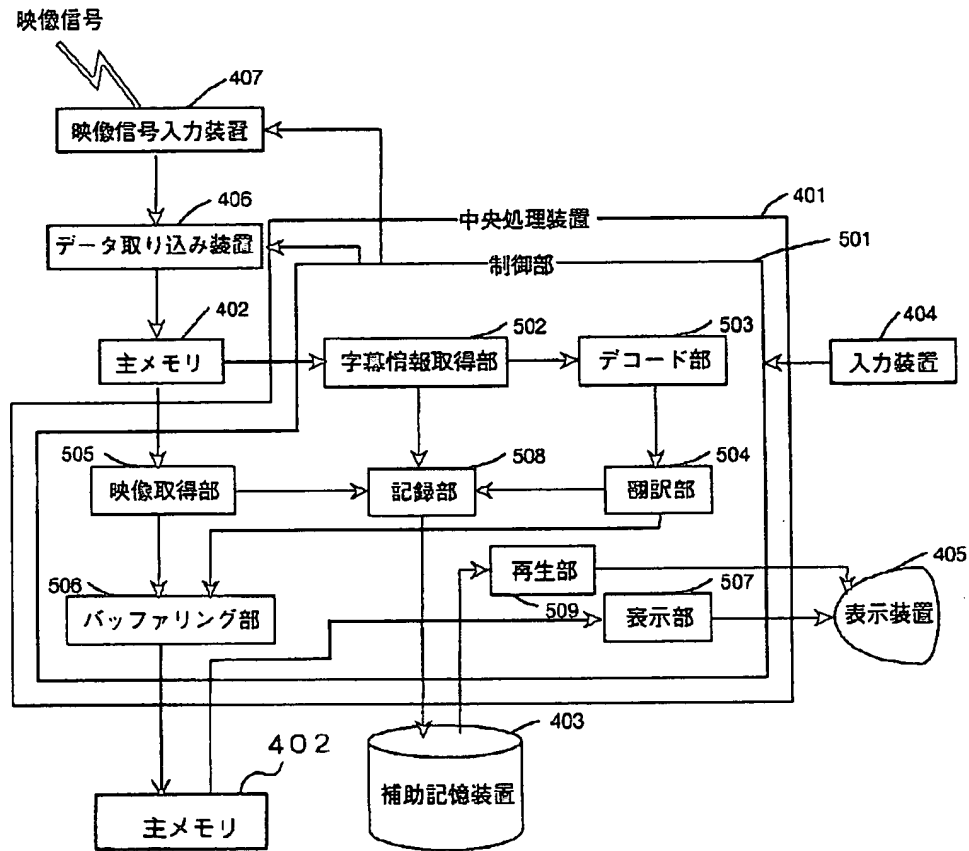 映像信号
407
映像信号入力装置
406
中央処理装置
401
データ取り込み装置
制御部
501
402
502
503
404
主メモリ
字幕情報取得部
デコード部
入力装置
505
508
504
映像取得部
記録部
翻訳部
506
再生部
507
405
バッファリング部
509
表示部
表示装置
402
403
主メモリ
補助記憶装置